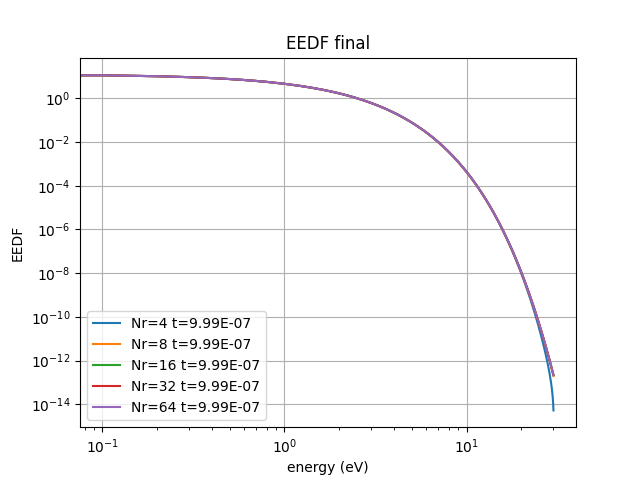 EEDF final
EEDF
10^0
10^-2
10^-4
10^-6
10^-8
10^-10
10^-12
10^-14
Nr=4 t=9.99E-07
Nr=8 t=9.99E-07
Nr=16 t=9.99E-07
Nr=32 t=9.99E-07
Nr=64 t=9.99E-07
10^-1
10^0
10^1
energy (eV)